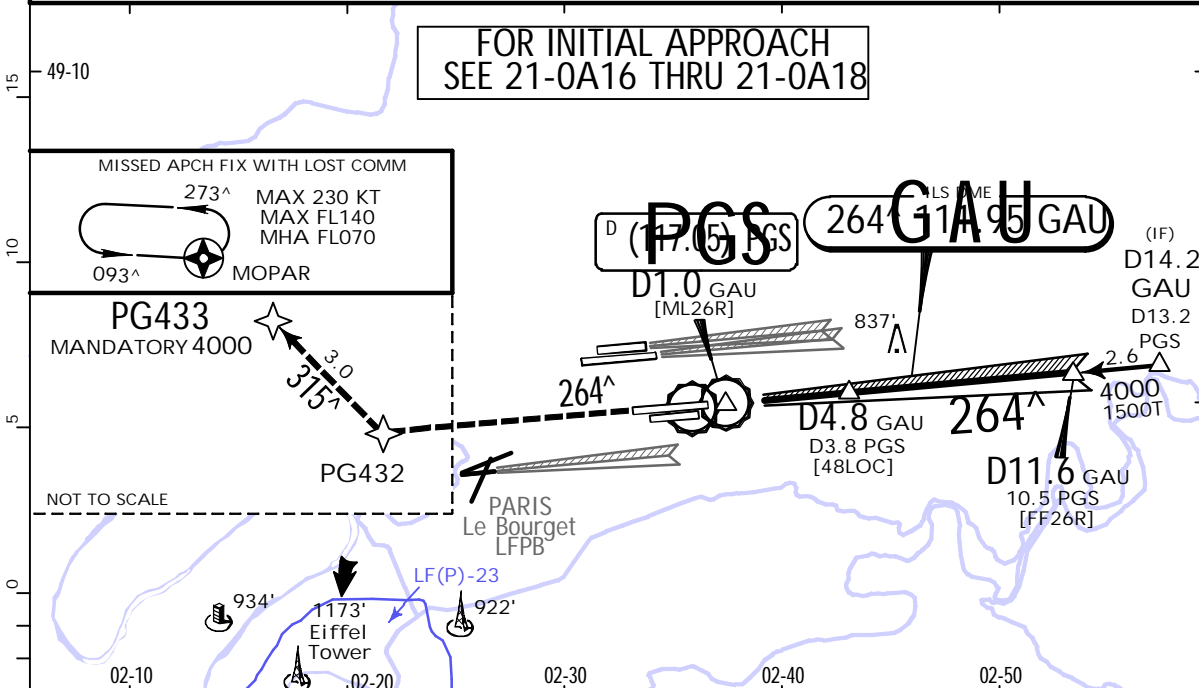 FOR INITIAL APPROACH
SEE 21-0A16 THRU 21-0A18
49-10
15
MISSED APCH FIX WITH LOST COMM
273^
MAX 230 KT
MAX FL140
MHA FL070
093^
MOPAR
10
PGS
D (117.05) PGS
GAU
ILS DME
264^ 111.95 GAU
(IF)
D14.2
GAU
D13.2
PGS
D1.0 GAU
[ML26R]
837'
PG433
MANDATORY 4000
3.0
315^
264^
2.6
4000
1500T
264^
D4.8 GAU
D3.8 PGS
[48LOC]
5
PG432
D11.6 GAU
10.5 PGS
[FF26R]
NOT TO SCALE
PARIS
Le Bourget
LFPB
0
LF(P)-23
934'
1173'
Eiffel
Tower
922'
02-10
02-20
02-30
02-40
02-50